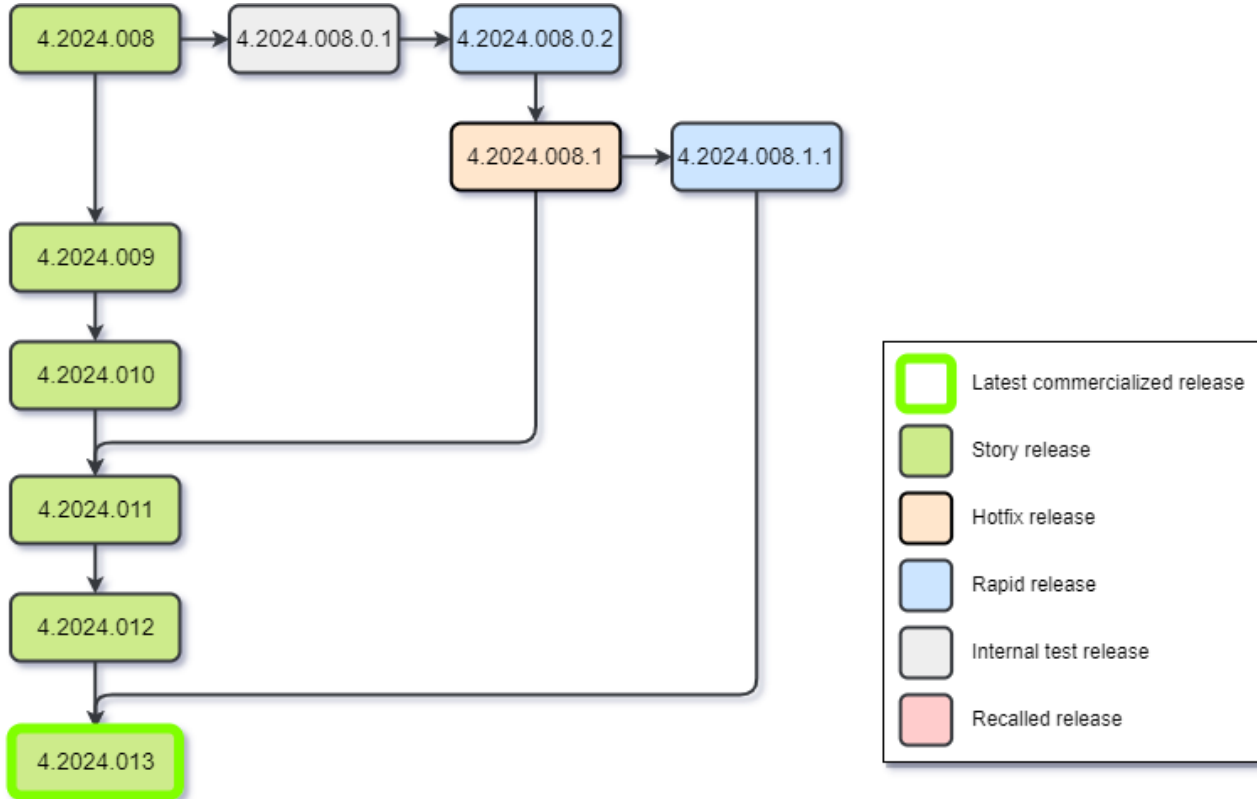 4.2024.008
4.2024.008.0.1
4.2024.008.0.2
4.2024.008.1
4.2024.008.1.1
4.2024.009
4.2024.010
4.2024.011
4.2024.012
4.2024.013
Latest commercialized release
Story release
Hotfix release
Rapid release
Internal test release
Recalled release